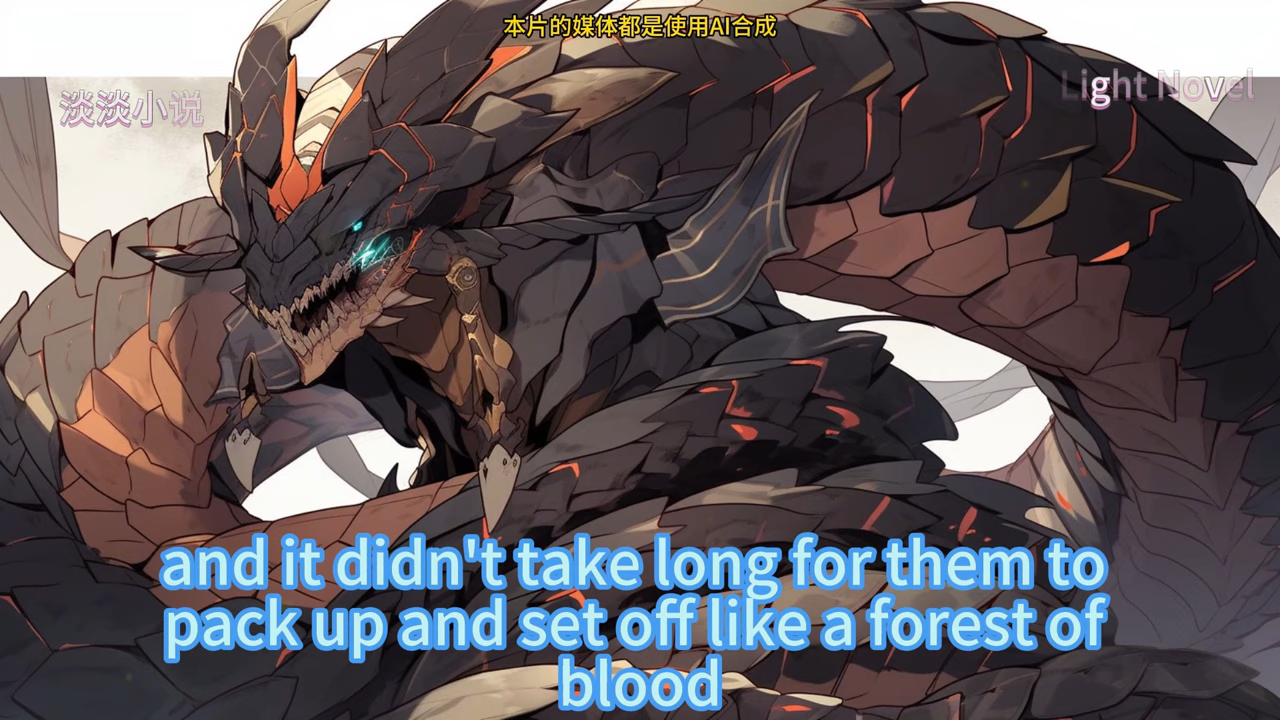 本片的媒体都是使用AI合成
淡淡小说
Light Novel
and it didn't take long for them to
pack up and set off like a forest of
blood